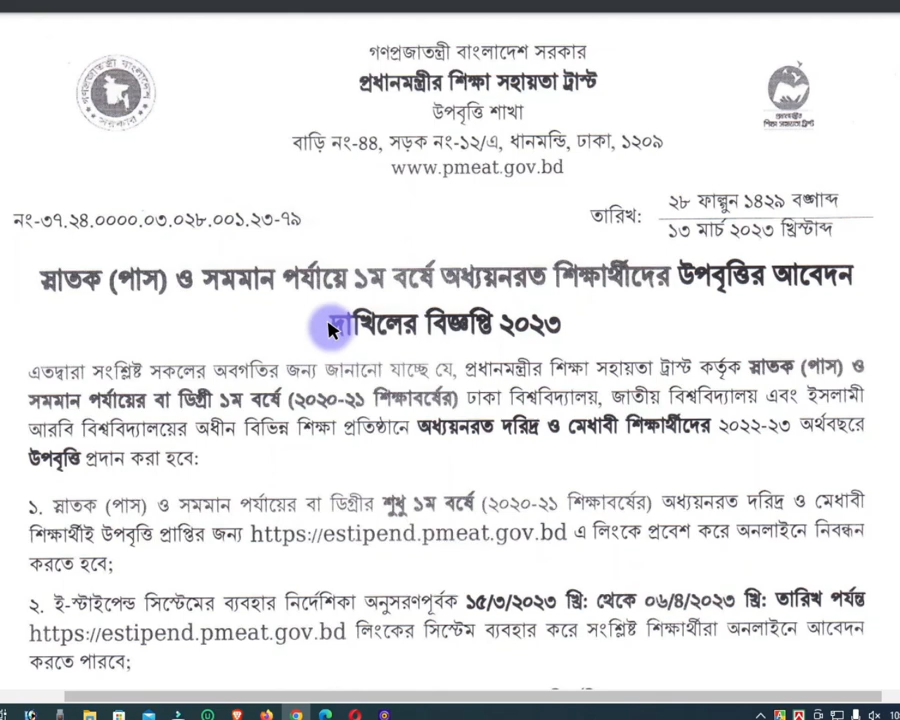 গণপ্রজাতন্ত্রী বাংলাদেশ সরকার
প্রধানমন্ত্রীর শিক্ষা সহায়তা ট্রাস্ট
উপবৃত্তি শাখা
বাড়ি নং-৪৪, সড়ক নং-১২/এ, ধানমন্ডি, ঢাকা, ১২০৯
www.pmeat.gov.bd
নং-৩৭.২৪.০০০০.০৩.০২৮.০০১.২৩-৭৯
তারিখ:
২৮ ফাল্গুন ১৪২৯ বঙ্গাব্দ
১৩ মার্চ ২০২৩ খ্রিস্টাব্দ
স্নাতক (পাস) ও সমমান পর্যায়ে ১ম বর্ষে অধ্যয়নরত শিক্ষার্থীদের উপবৃত্তির আবেদন
দাখিলের বিজ্ঞপ্তি ২০২৩
এতদ্বারা সংশ্লিষ্ট সকলের অবগতির জন্য জানানো যাচ্ছে যে, প্রধানমন্ত্রীর শিক্ষা সহায়তা ট্রাস্ট কর্তৃক স্নাতক (পাস) ও
সমমান পর্যায়ের বা ডিগ্রী ১ম বর্ষে (২০২০-২১ শিক্ষাবর্ষের) ঢাকা বিশ্ববিদ্যালয়, জাতীয় বিশ্ববিদ্যালয় এবং ইসলামী
আরবি বিশ্ববিদ্যালয়ের অধীন বিভিন্ন শিক্ষা প্রতিষ্ঠানে অধ্যয়নরত দরিদ্র ও মেধাবী শিক্ষার্থীদের ২০২২-২৩ অর্থবছরে
উপবৃত্তি প্রদান করা হবে:
১. স্নাতক (পাস) ও সমমান পর্যায়ের বা ডিগ্রীর শুধু ১ম বর্ষে (২০২০-২১ শিক্ষাবর্ষের) অধ্যয়নরত দরিদ্র ও মেধাবী
শিক্ষার্থীই উপবৃত্তি প্রাপ্তির জন্য https://estipend.pmeat.gov.bd এ লিংকে প্রবেশ করে অনলাইনে নিবন্ধন
করতে হবে;
২. ই-স্টাইপেন্ড সিস্টেমের ব্যবহার নির্দেশিকা অনুসরণপূর্বক ১৫/৩/২০২৩ খ্রি: থেকে ০৬/৪/২০২৩ খ্রি: তারিখ পর্যন্ত
https://estipend.pmeat.gov.bd লিংকের সিস্টেম ব্যবহার করে সংশ্লিষ্ট শিক্ষার্থীরা অনলাইনে আবেদন
করতে পারবে;